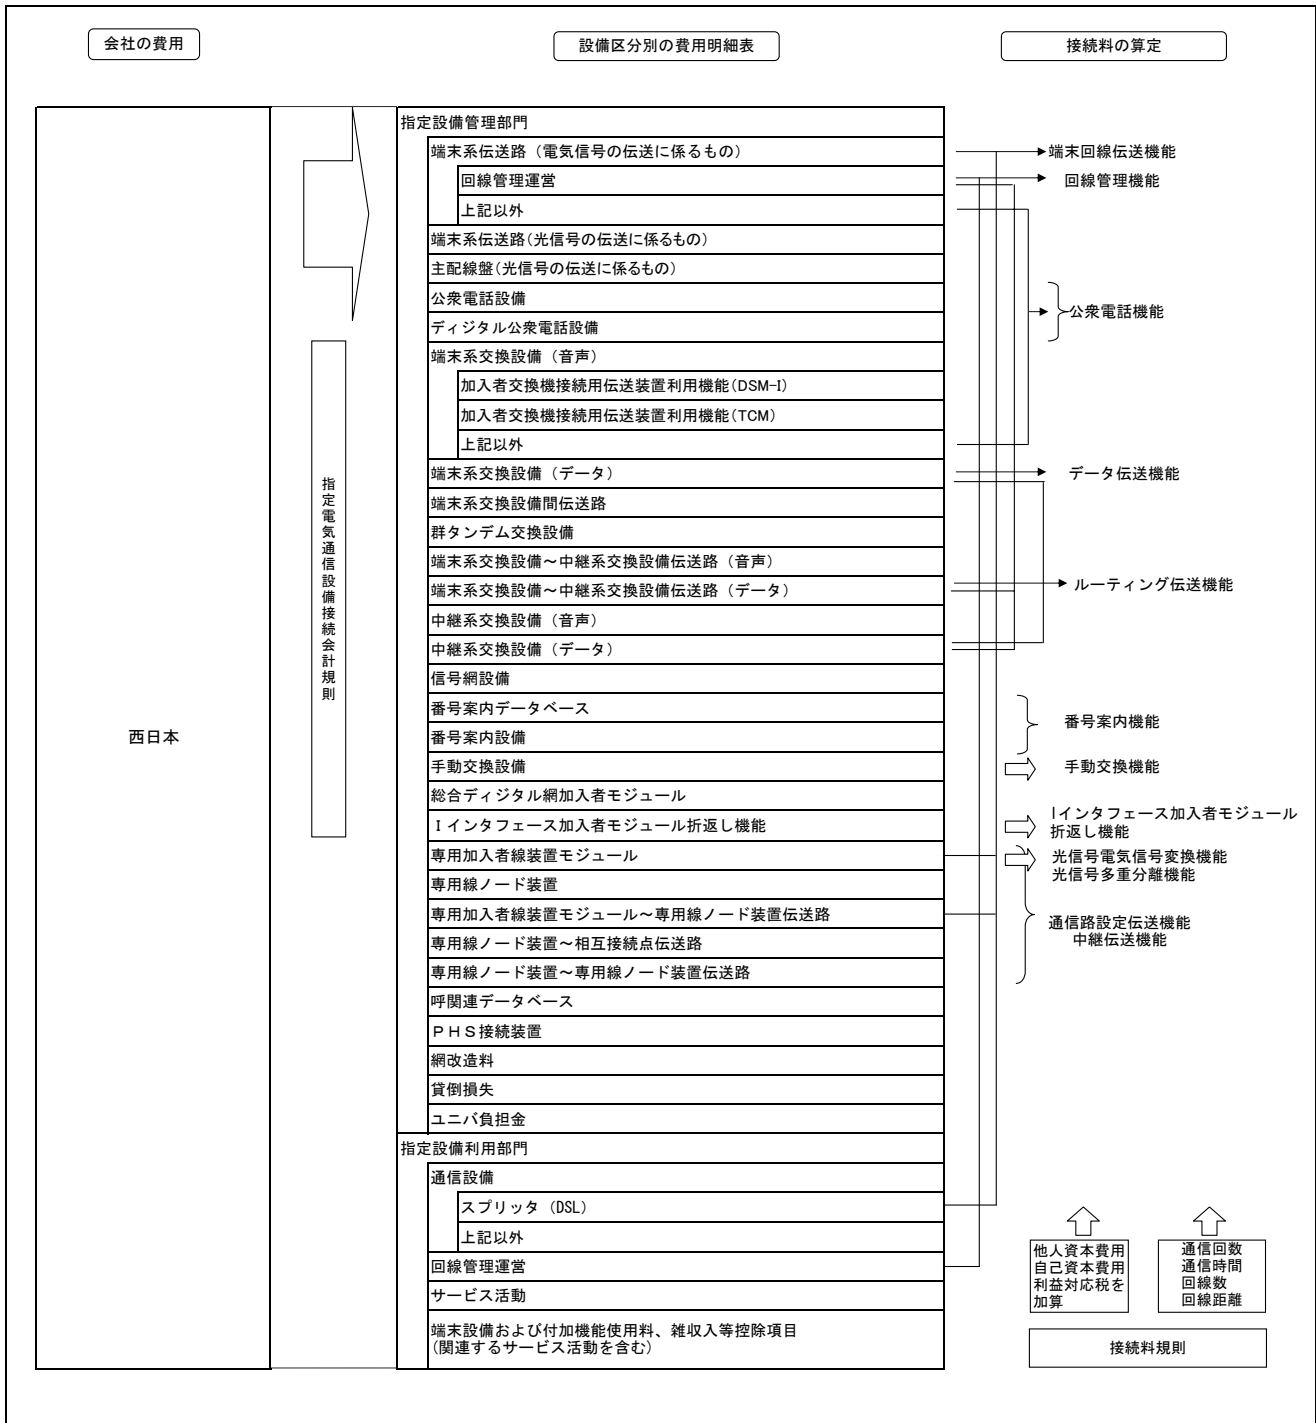 会社の費用
設備区分別の費用明細表
接続料の算定
西日本
指定電気通信設備接続会計規則
指定設備管理部門
端末系伝送路（電気信号の伝送に係るもの）
回線管理運営
上記以外
端末系伝送路(光信号の伝送に係るもの)
主配線盤(光信号の伝送に係るもの)
公衆電話設備
ディジタル公衆電話設備
端末系交換設備（音声）
加入者交換機接続用伝送装置利用機能(DSM-I)
加入者交換機接続用伝送装置利用機能(TCM)
上記以外
端末系交換設備（データ）
端末系交換設備間伝送路
群タンデム交換設備
端末系交換設備～中継系交換設備伝送路（音声）
端末系交換設備～中継系交換設備伝送路（データ）
中継系交換設備（音声）
中継系交換設備（データ）
信号網設備
番号案内データベース
番号案内設備
手動交換設備
総合ディジタル網加入者モジュール
Ｉインタフェース加入者モジュール折返し機能
専用加入者線装置モジュール
専用線ノード装置
専用加入者線装置モジュール～専用線ノード装置伝送路
専用線ノード装置～相互接続点伝送路
専用線ノード装置～専用線ノード装置伝送路
呼関連データベース
ＰＨＳ接続装置
網改造料
貸倒損失
ユニバ負担金
指定設備利用部門
通信設備
スプリッタ（DSL）
上記以外
回線管理運営
サービス活動
端末設備および付加機能使用料、雑収入等控除項目
(関連するサービス活動を含む)
端末回線伝送機能
回線管理機能
公衆電話機能
データ伝送機能
ルーティング伝送機能
番号案内機能
手動交換機能
Iインタフェース加入者モジュール
折返し機能
光信号電気信号変換機能
光信号多重分離機能
通信路設定伝送機能
中継伝送機能
他人資本費用
自己資本費用
利益対応税を
加算
通信回数
通信時間
回線数
回線距離
接続料規則